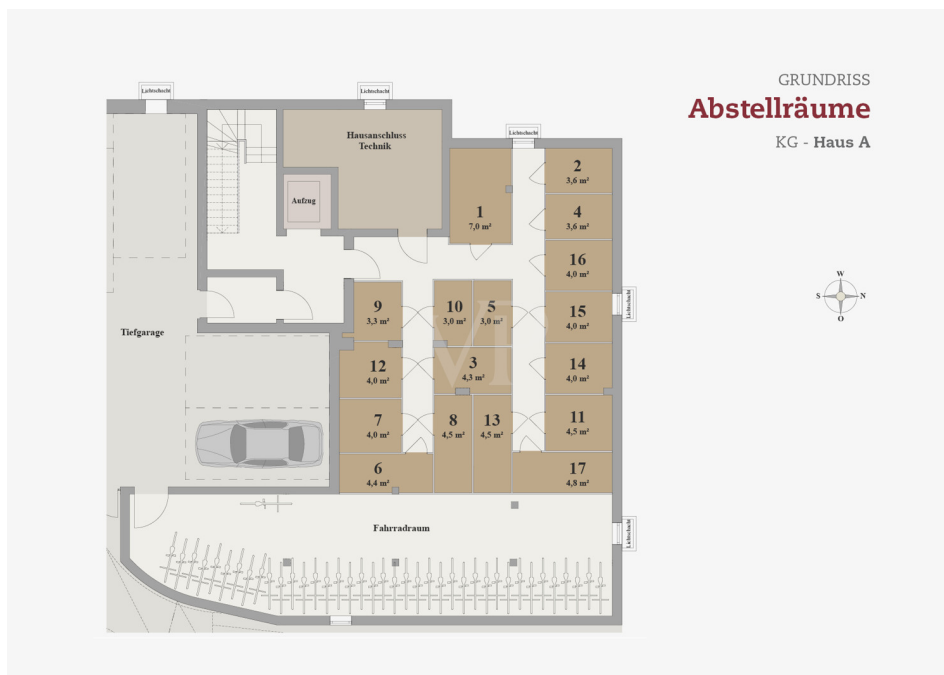 GRUNDRISS
Abstellräume
KG - Haus A
Lichtschacht
Lichtschacht
Lichtschacht
Hausanschluss
Technik
Aufzug
1
7,0 m²
2
3,6 m²
4
3,6 m²
16
4,0 m²
15
4,0 m²
Lichtschacht
W
S
N
O
Tiefgarage
9
3,3 m²
10
3,0 m²
5
3,0 m²
12
4,0 m²
3
4,3 m²
14
4,0 m²
7
4,0 m²
8
4,5 m²
13
4,5 m²
11
4,5 m²
6
4,4 m²
17
4,8 m²
Fahrradraum
Lichtschacht